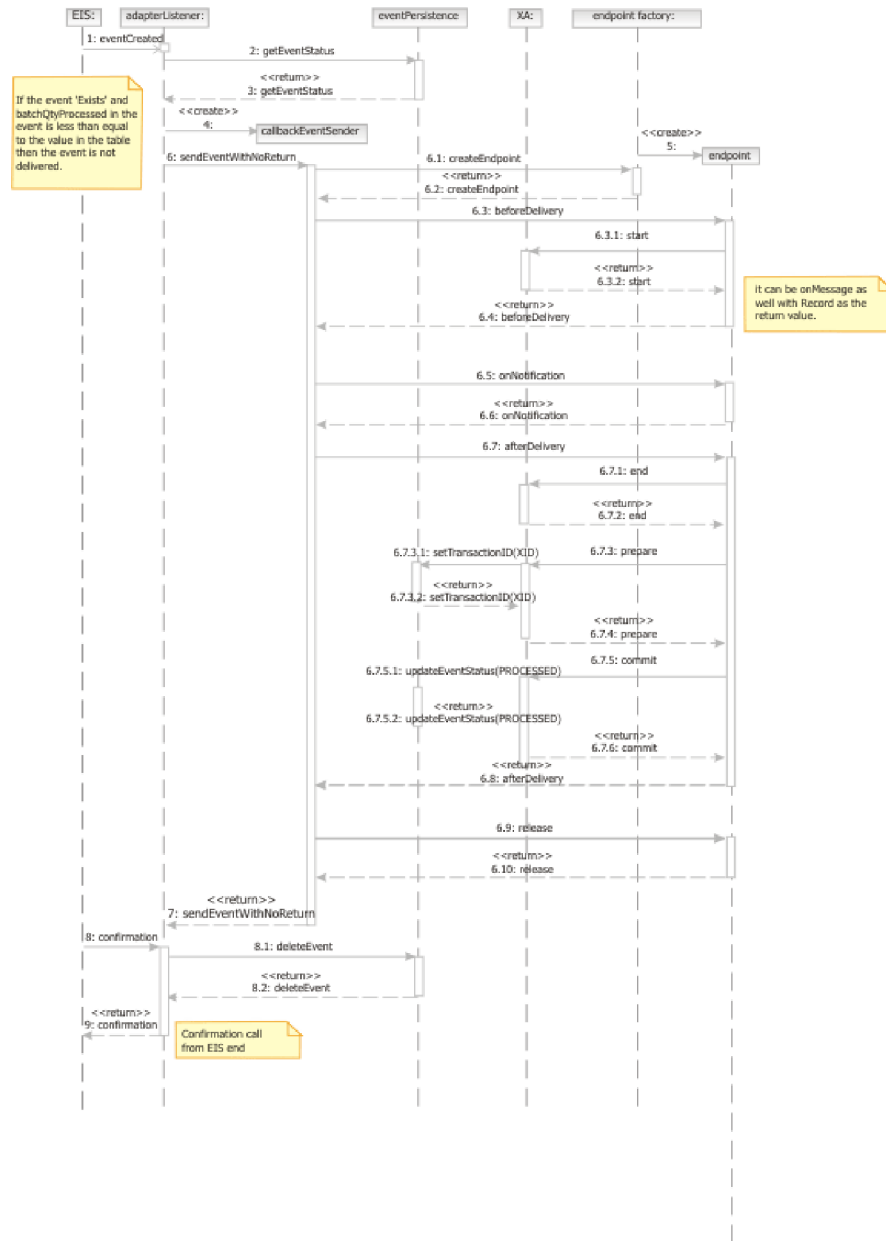 EIS:
adapterListener:
eventPersistence
XA:
endpoint factory:
1: eventCreated
2: getEventStatus
<<return>>
3: getEventStatus
If the event 'Exists' and
batchQtyProcessed in the
event is less than equal
to the value in the table
then the event is not
delivered.
<<create>>
4:
callbackEventSender
<<create>>
5:
endpoint
6: sendEventWithNoReturn
6.1: createEndpoint
<<return>>
6.2: createEndpoint
6.3: beforeDelivery
6.3.1: start
<<return>>
6.3.2: start
it can be onMessage as
well with Record as the
return value.
<<return>>
6.4: beforeDelivery
6.5: onNotification
<<return>>
6.6: onNotification
6.7: afterDelivery
6.7.1: end
<<return>>
6.7.2: end
6.7.3.1: setTransactionID(XID)
6.7.3: prepare
<<return>>
6.7.3.2: setTransactionID(XID)
<<return>>
6.7.4: prepare
6.7.5: commit
6.7.5.1: updateEventStatus(PROCESSED)
<<return>>
6.7.5.2: updateEventStatus(PROCESSED)
<<return>>
6.7.6: commit
<<return>>
6.8: afterDelivery
6.9: release
<<return>>
6.10: release
<<return>>
7: sendEventWithNoReturn
8: confirmation
8.1: deleteEvent
<<return>>
8.2: deleteEvent
<<return>>
9: confirmation
Confirmation call
from EIS end